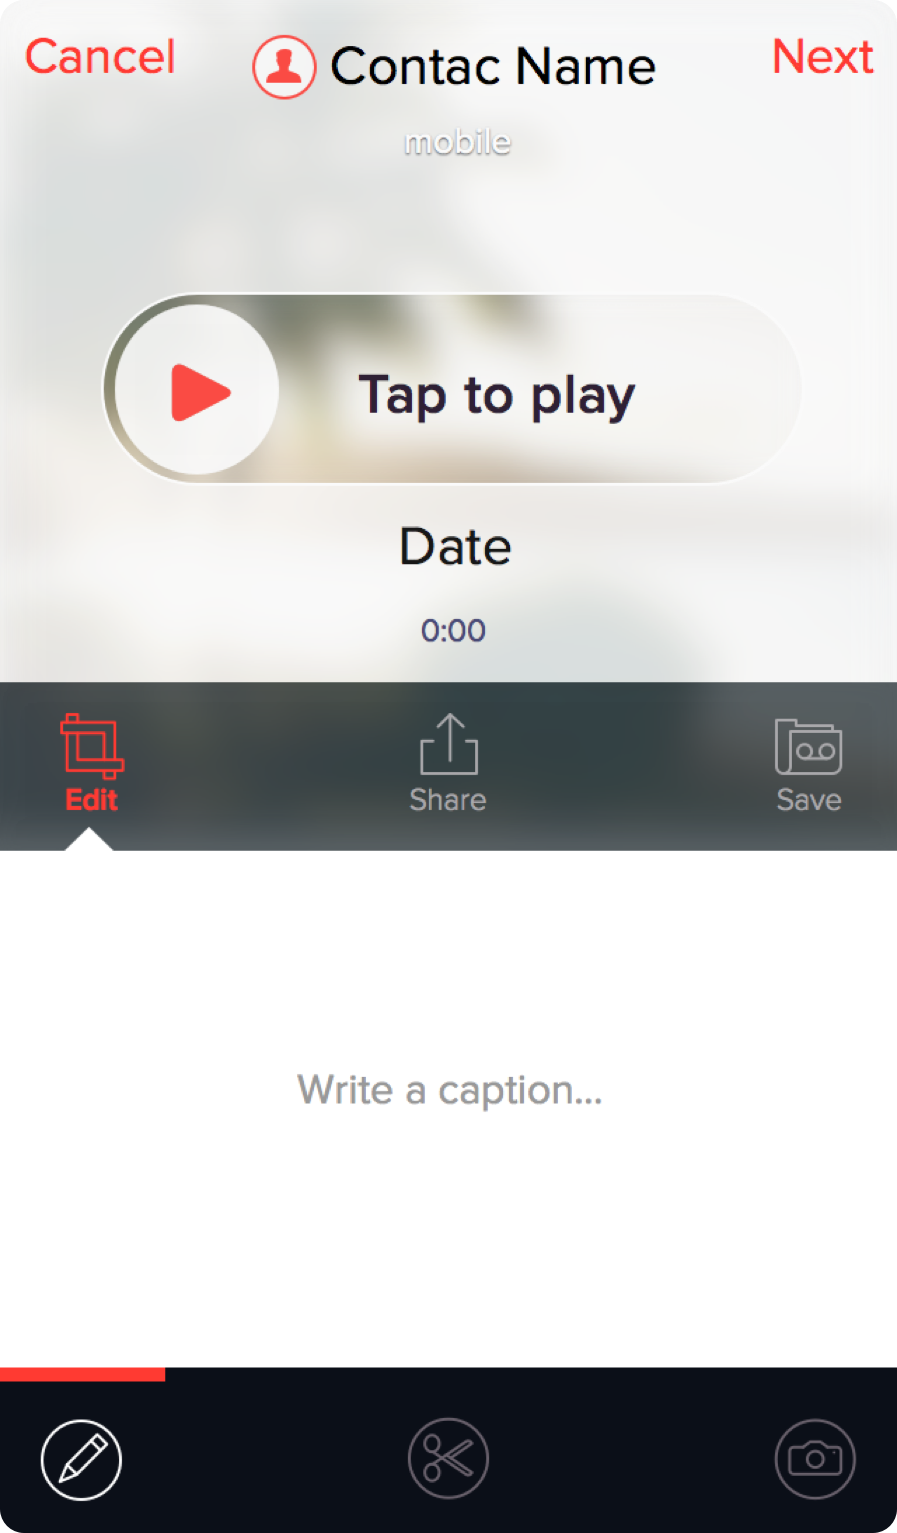 Cancel
Contac Name
Next
mobile
Tap to play
Date
0:00
Edit
Share
Save
Write a caption...